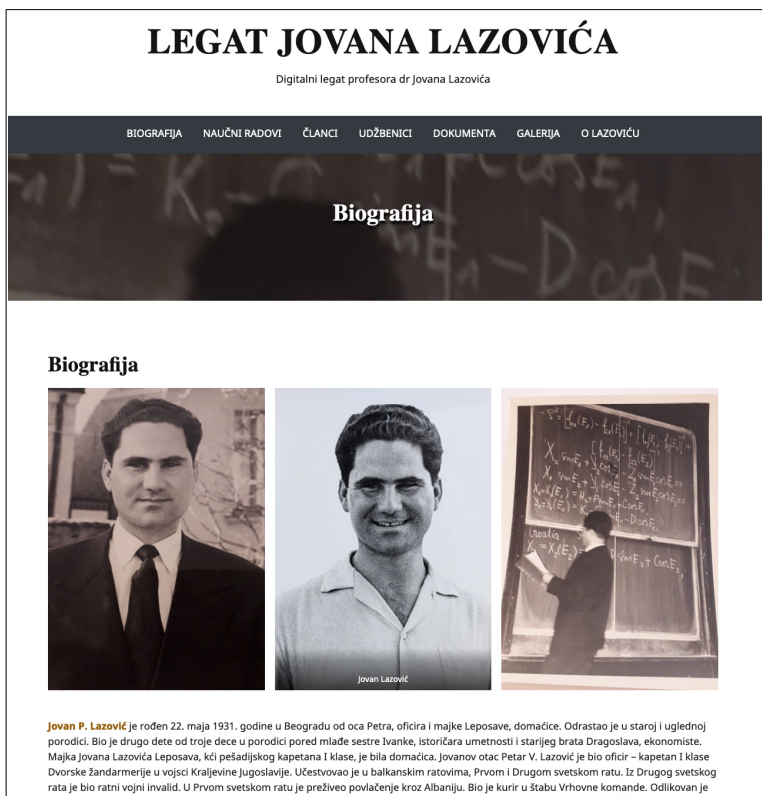 LEGAT JOVANA LAZOVIĆA
Digitalni legat profesora dr Jovana Lazovića
BIOGRAFIJA NAUČNI RADOVI ČLANCI UDŽBENICI DOKUMENTA GALERIJA O LAZOVIĆU
Biografija
Biografija
Croatia
Jovan Lazović
Jovan P. Lazović je rođen 22. maja 1931. godine u Beogradu od oca Petra, oficira i majke Leposave, domaćice. Odrastao je u staroj i uglednoj
porodici. Bio je drugo dete od troje dece u porodici pored mlađe sestre Ivanke, istoričara umetnosti i starijeg brata Dragoslava, ekonomiste.
Majka Jovana Lazovića Leposava, kći pešadijskog kapetana I klase, je bila domaćica. Jovanov otac Petar V. Lazović je bio oficir – kapetan I klase
Dvorske žandarmerije u vojsci Kraljevine Jugoslavije. Učestvovao je u balkanskim ratovima, Prvom i Drugom svetskom ratu. Iz Drugog svetskog
rata je bio ratni vojni invalid. U Prvom svetskom ratu je preživeo povlačenje kroz Albaniju. Bio je kurir u štabu Vrhovne komande. Odlikovan je